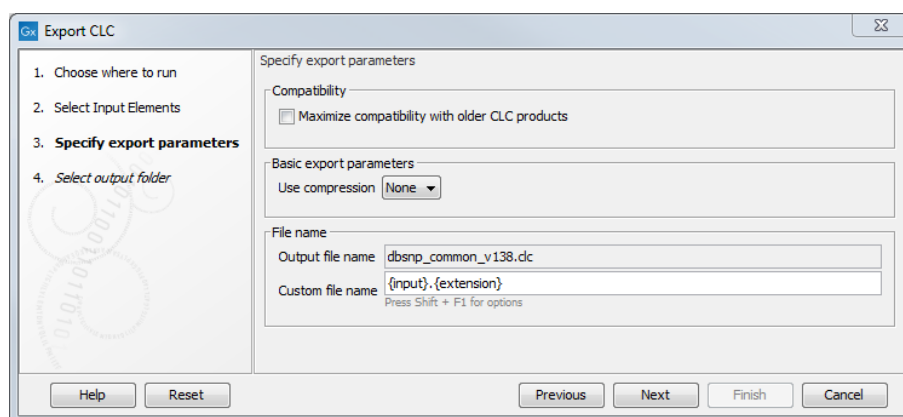 Gx Export CLC
1. Choose where to run
2. Select Input Elements
3. Specify export parameters
4. Select output folder
Specify export parameters
Compatibility
Maximize compatibility with older CLC products
Basic export parameters
Use compression None
File name
Output file name dbsnp_common_v138.clc
Custom file name {input}.{extension}
Press Shift + F1 for options
Help Reset Previous Next Finish Cancel